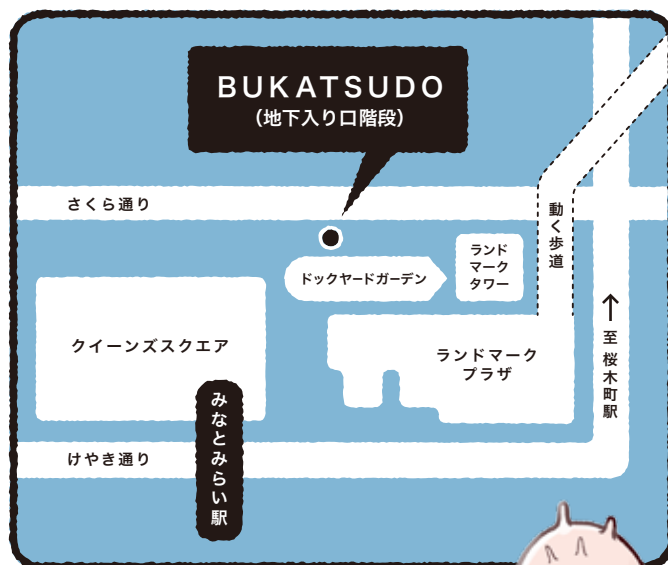 BUKATSUDO
(地下入り口階段)
さくら通り
動く歩道
ランド
マーク
タワー
ドックヤードガーデン
クイーンズスクエア
ランドマーク
プラザ
至 桜木町駅
みなとみらい駅
けやき通り